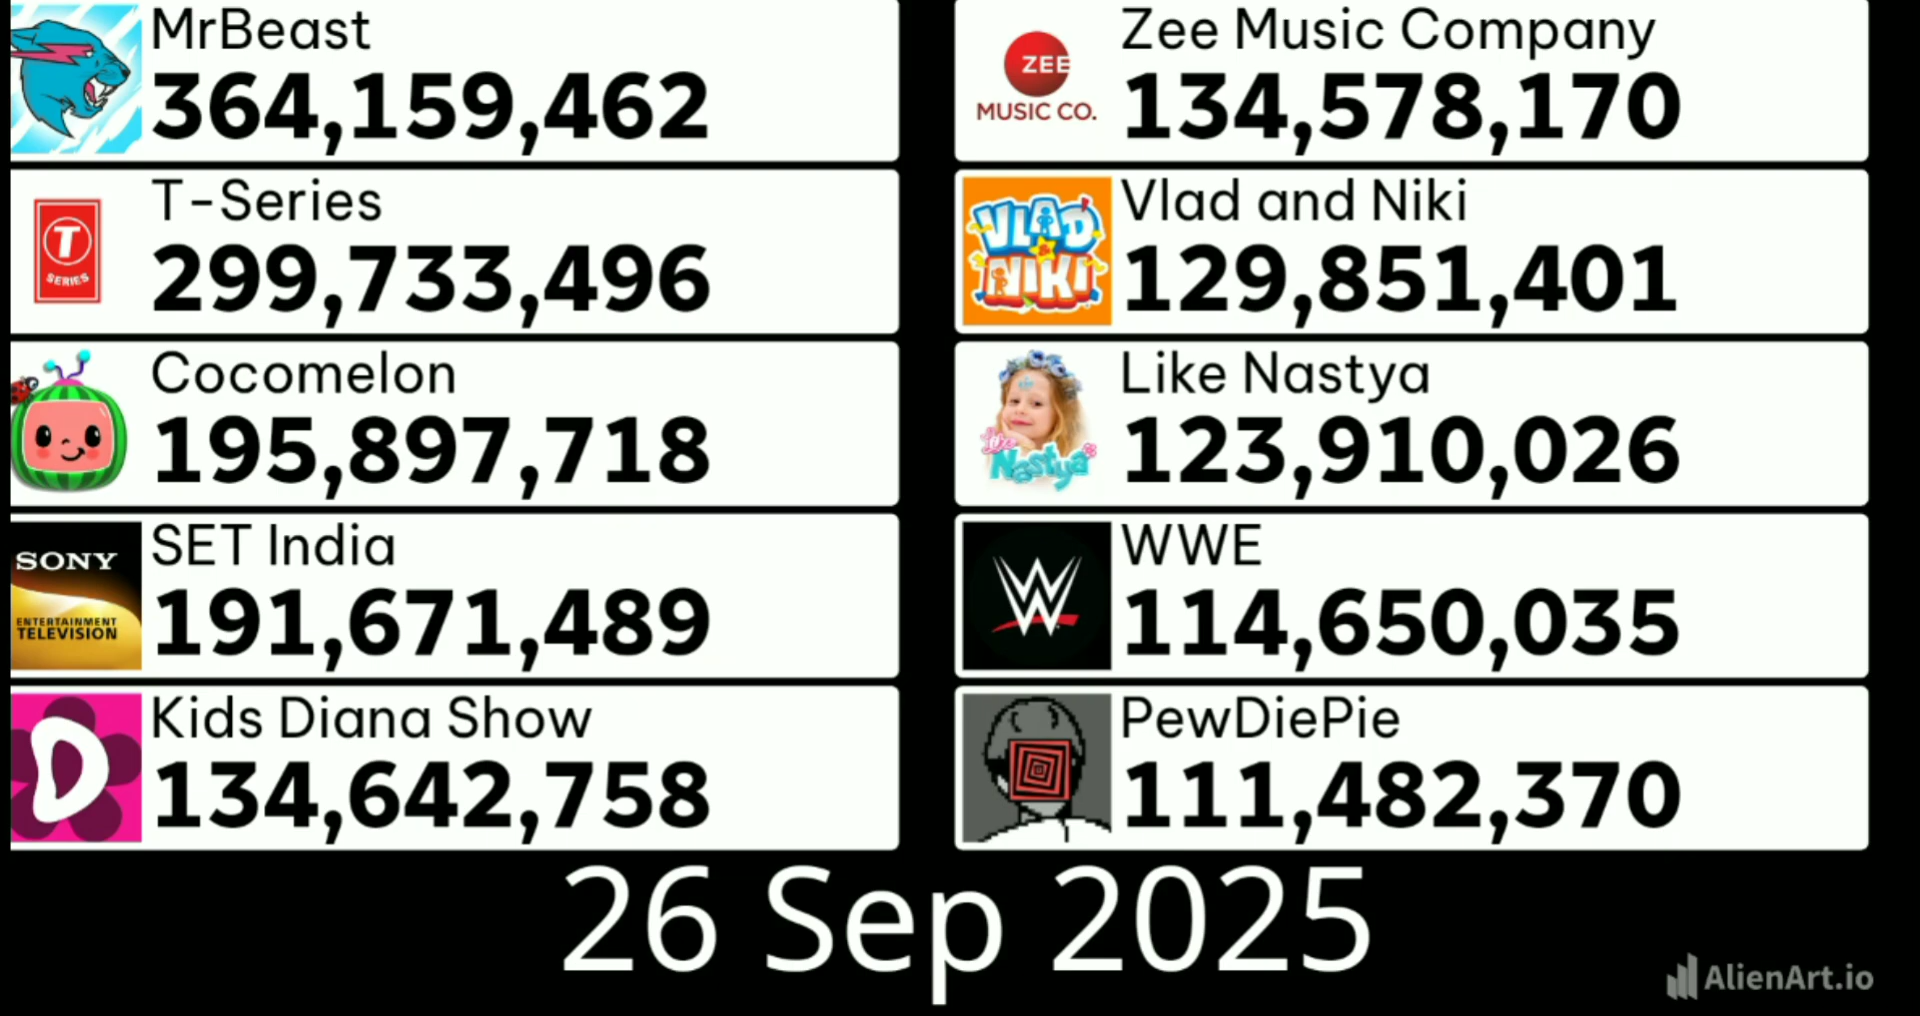 MrBeast
364,159,462
T SERIES
T-Series
299,733,496
Cocomelon
195,897,718
SONY
ENTERTAINMENT
TELEVISION
SET India
191,671,489
D
Kids Diana Show
134,642,758
ZEE
MUSIC CO.
Zee Music Company
134,578,170
VLAD
&
NIKI
Vlad and Niki
129,851,401
like
Nastya
Like Nastya
123,910,026
W
WWE
114,650,035
PewDiePie
111,482,370
26 Sep 2025
AlienArt.io